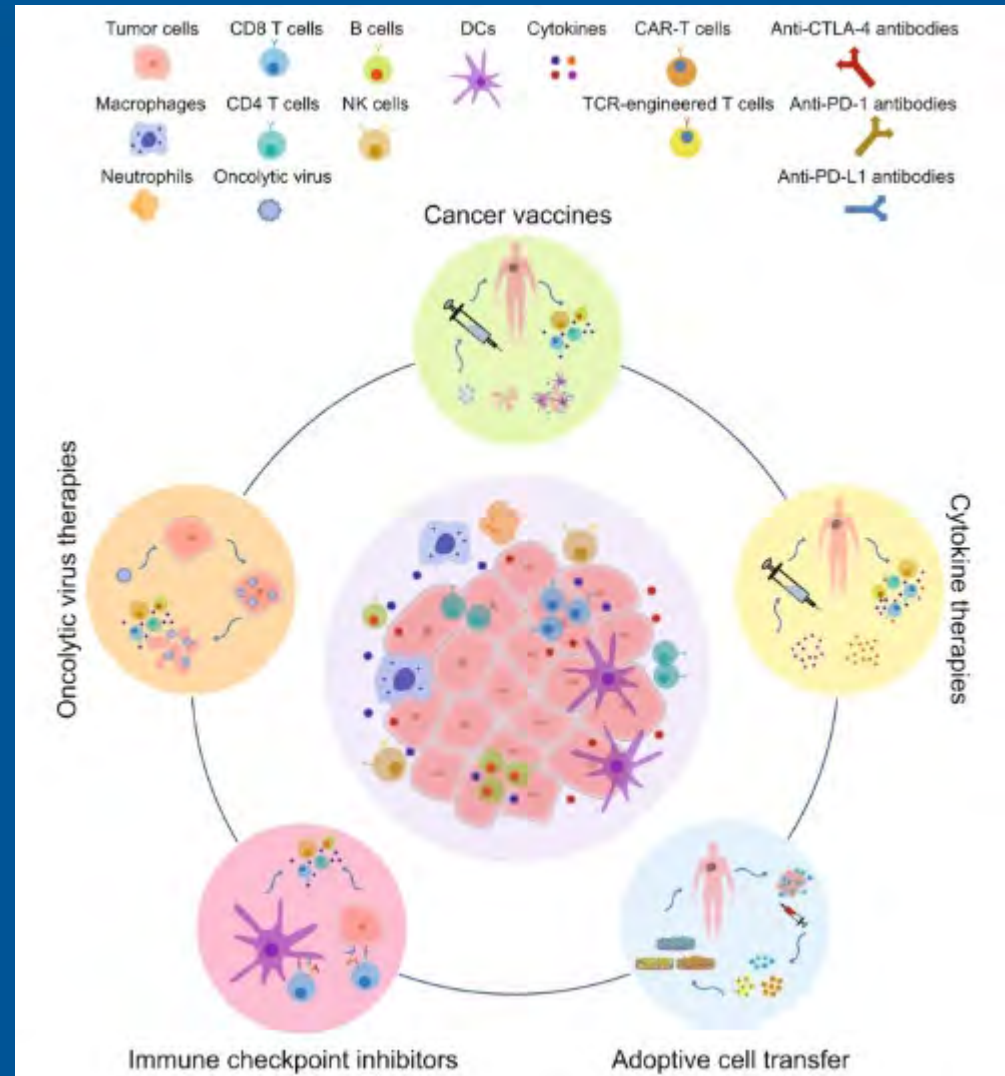 Tumor cells CD8 T cells B cells DCs Cytokines CAR-T cells Anti-CTLA-4 antibodies
Macrophages CD4 T cells NK cells TCR-engineered T cells Anti-PD-1 antibodies
Neutrophils Oncolytic virus Anti-PD-L1 antibodies
Cancer vaccines
Oncolytic virus therapies
Cytokine therapies
Immune checkpoint inhibitors Adoptive cell transfer